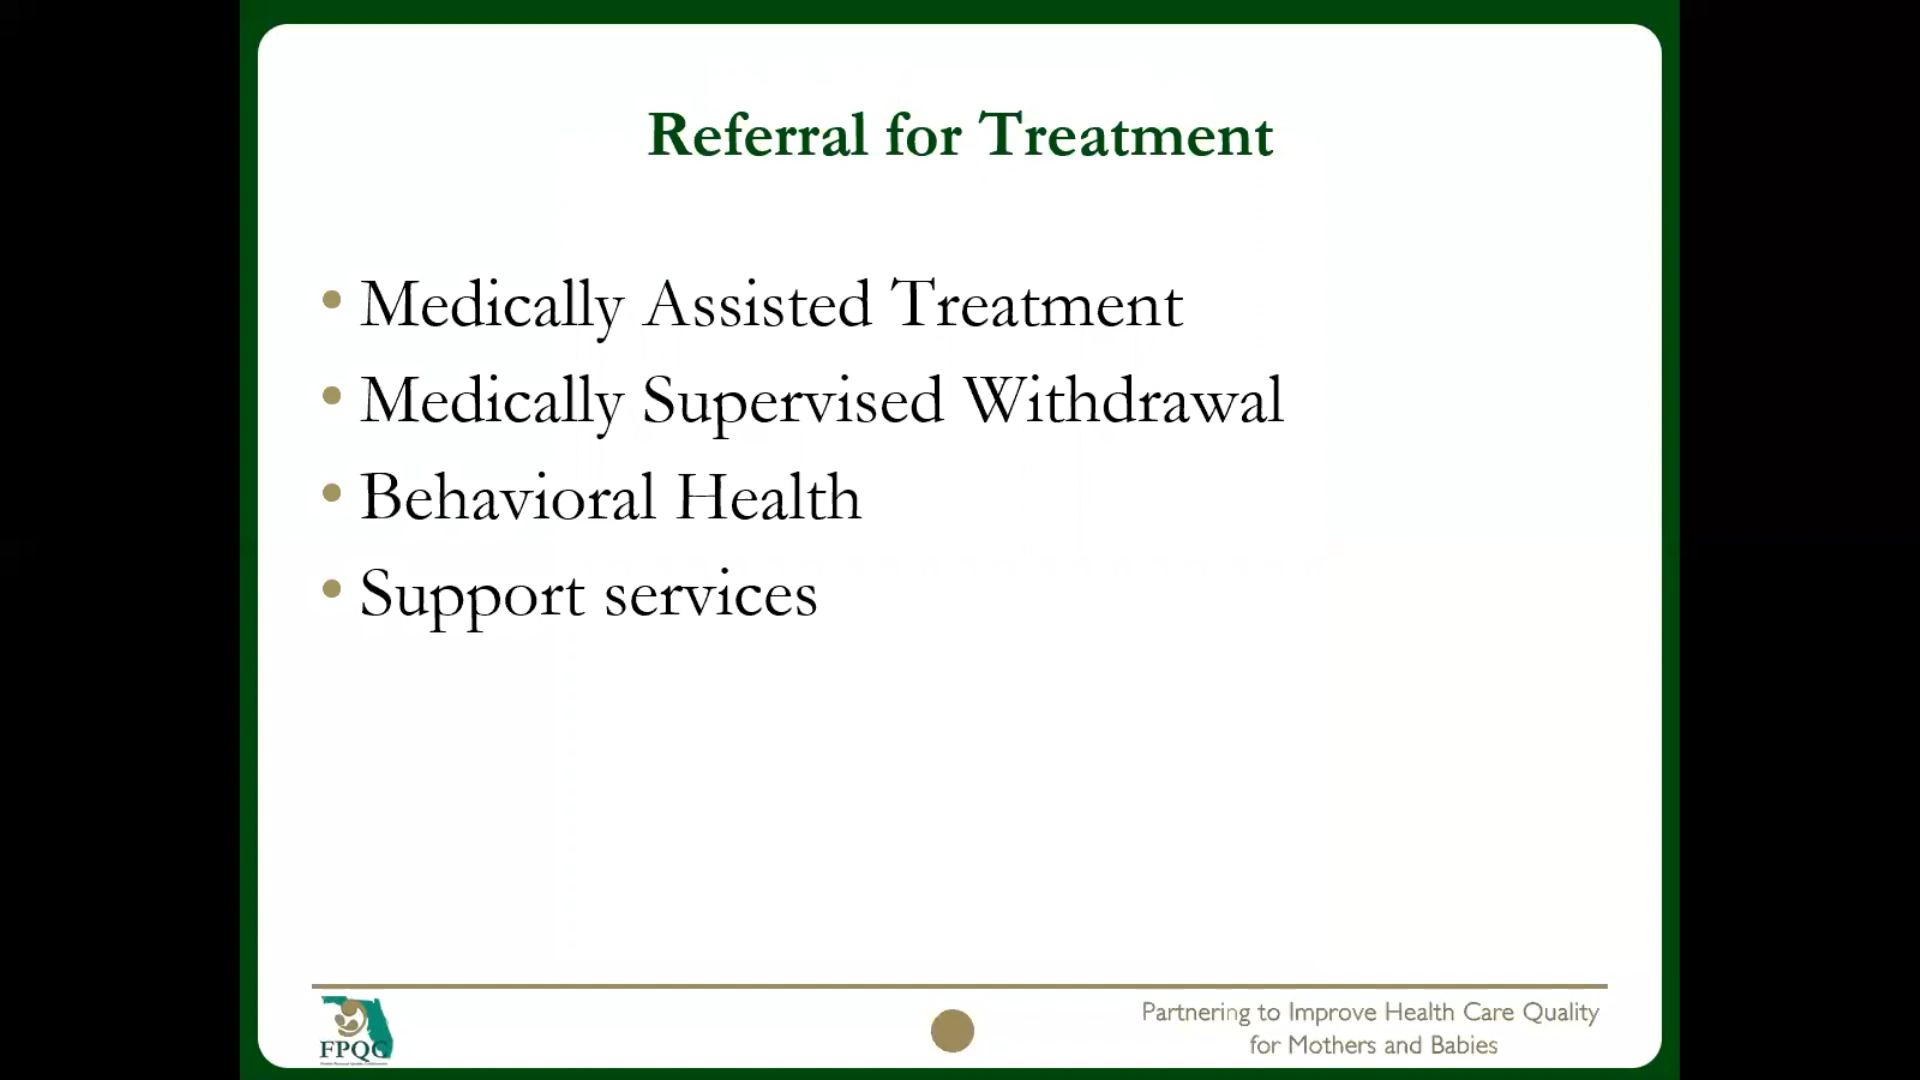 Referral for Treatment
• Medically Assisted Treatment
• Medically Supervised Withdrawal
• Behavioral Health
• Support services
FPQC
Partnering to Improve Health Care Quality
for Mothers and Babies